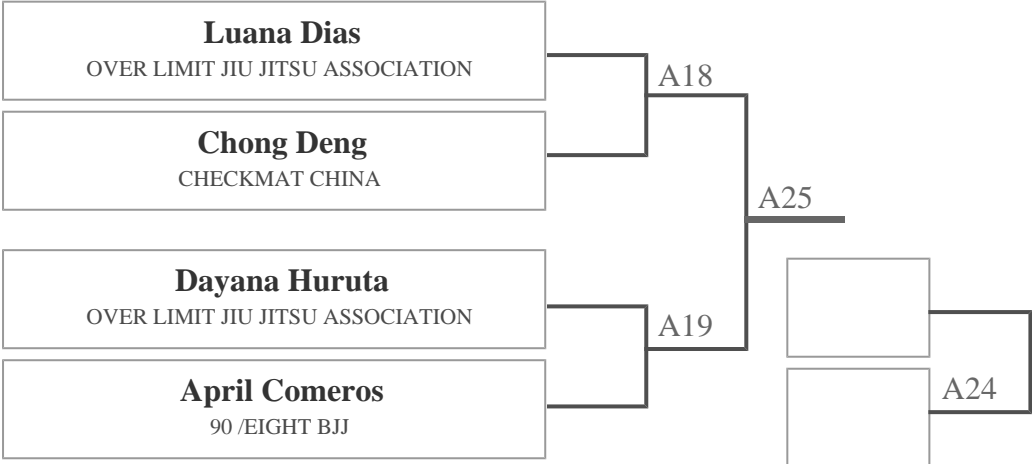 Luana Dias
OVER LIMIT JIU JITSU ASSOCIATION
A18
Chong Deng
CHECKMAT CHINA
A25
Dayana Huruta
OVER LIMIT JIU JITSU ASSOCIATION
A19
April Comeros
90 /EIGHT BJJ
A24